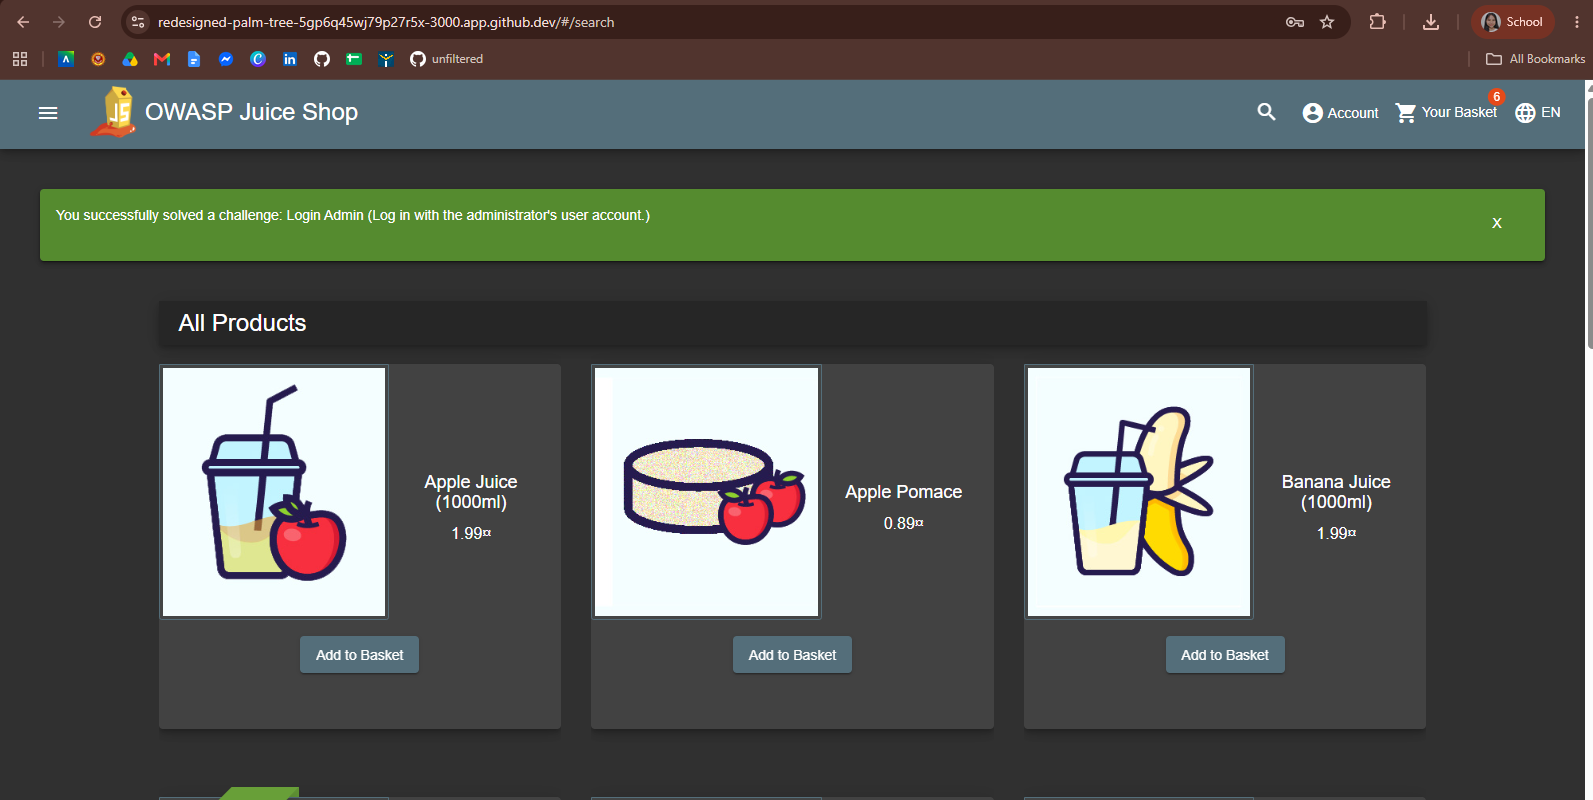 redesigned-palm-tree-5gp6q45wj79p27r5x-3000.app.github.dev/#/search
School
unfiltered
All Bookmarks
JS
OWASP Juice Shop
Account
Your Basket
6
EN
You successfully solved a challenge: Login Admin (Log in with the administrator's user account.)
X
All Products
Apple Juice
(1000ml)
1.99¤
Add to Basket
Apple Pomace
0.89¤
Add to Basket
Banana Juice
(1000ml)
1.99¤
Add to Basket